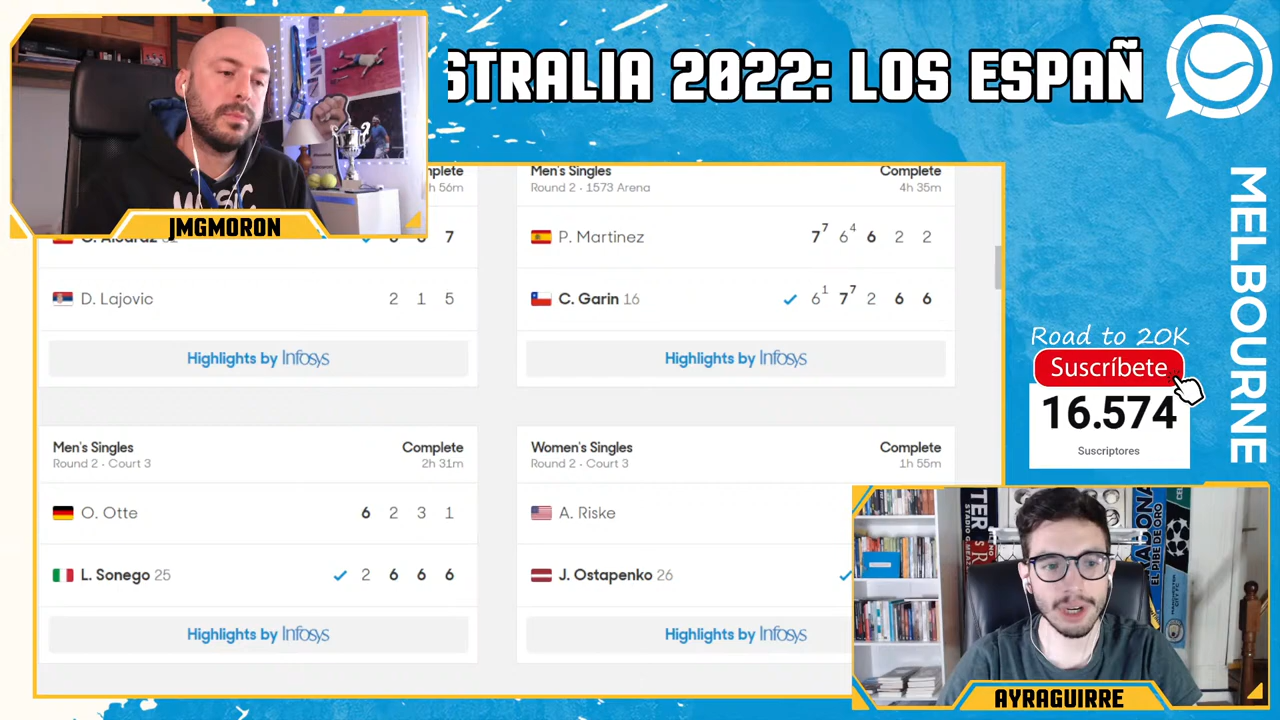 STRALIA 2022: LOS ESPAÑ
JMGMORON
mplete
h 56m
7
D. Lajovic
2 1 5
Highlights by Infosys
Men's Singles
Complete
Round 2 · 1573 Arena
4h 35m
P. Martinez
7 7 6 4 6 2 2
C. Garin 16
6 1 7 7 2 6 6
Highlights by Infosys
Men's Singles
Complete
Round 2 · Court 3
2h 31m
O. Otte
6 2 3 1
L. Sonego 25
2 6 6 6
Highlights by Infosys
Women's Singles
Complete
Round 2 · Court 3
1h 55m
A. Riske
J. Ostapenko 26
Highlights by Infosys
MELBOURNE
Road to 20K
Suscríbete
16.574
Suscriptores
AYRAGUIRRE